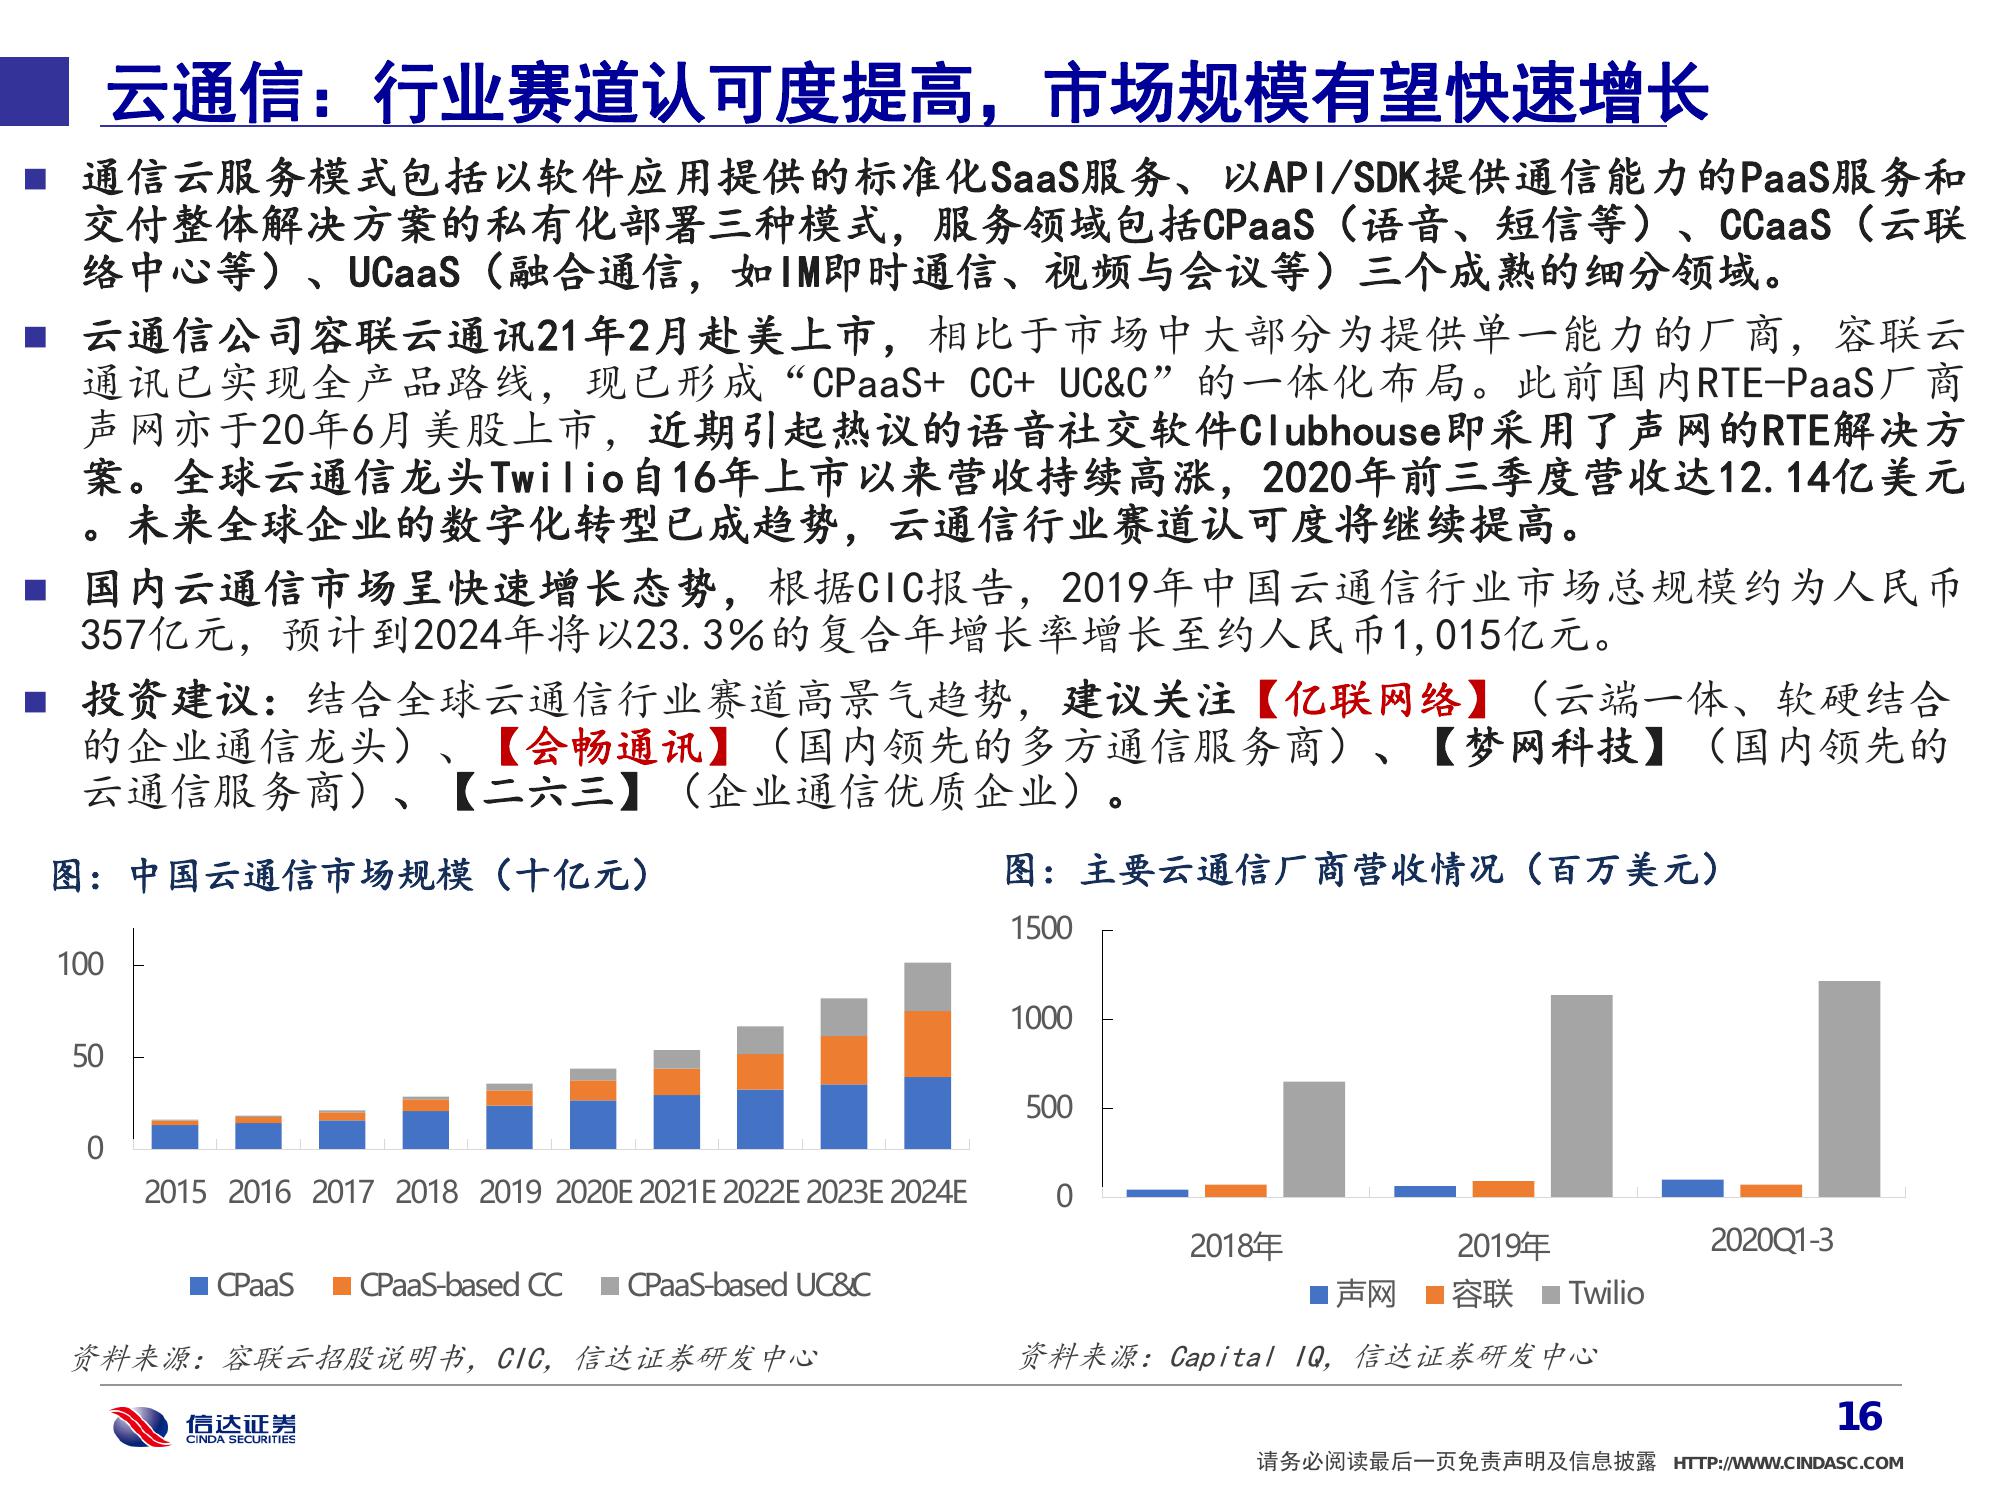 云通信：行业赛道认可度提高，市场规模有望快速增长
通信云服务模式包括以软件应用提供的标准化SaaS服务、以API/SDK提供通信能力的PaaS服务和
交付整体解决方案的私有化部署三种模式，服务领域包括CPaaS（语音、短信等）、CCaaS（云联
络中心等）、UCaaS（融合通信，如IM即时通信、视频与会议等）三个成熟的细分领域。
云通信公司容联云通讯21年2月赴美上市，相比于市场中大部分为提供单一能力的厂商，容联云
通讯已实现全产品路线，现已形成“CPaaS+ CC+ UC&C”的一体化布局。此前国内RTE-PaaS厂商
声网亦于20年6月美股上市，近期引起热议的语音社交软件Clubhouse即采用了声网的RTE解决方
案。全球云通信龙头Twilio自16年上市以来营收持续高涨，2020年前三季度营收达12.14亿美元
。未来全球企业的数字化转型已成趋势，云通信行业赛道认可度将继续提高。
国内云通信市场呈快速增长态势，根据CIC报告，2019年中国云通信行业市场总规模约为人民币
357亿元，预计到2024年将以23.3%的复合年增长率增长至约人民币1,015亿元。
投资建议：结合全球云通信行业赛道高景气趋势，建议关注【亿联网络】（云端一体、软硬结合
的企业通信龙头）、【会畅通讯】（国内领先的多方通信服务商）、【梦网科技】（国内领先的
云通信服务商）、【二六三】（企业通信优质企业）。
图：中国云通信市场规模（十亿元）
100
50
0
2015 2016 2017 2018 2019 2020E 2021E 2022E 2023E 2024E
CPaaS CPaaS-based CC CPaaS-based UC&C
资料来源：容联云招股说明书，CIC，信达证券研发中心
图：主要云通信厂商营收情况（百万美元）
1500
1000
500
0
2018年 2019年 2020Q1-3
声网 容联 Twilio
资料来源：Capital IQ，信达证券研发中心
信达证券
CINDA SECURITIES
16
请务必阅读最后一页免责声明及信息披露 HTTP://WWW.CINDASC.COM